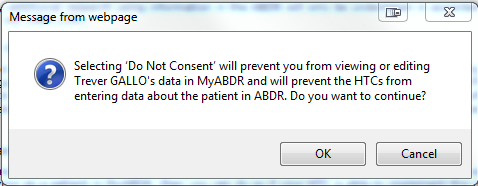 Message from webpage
Selecting 'Do Not Consent' will prevent you from viewing or editing
Trever GALLO's data in MyABDR and will prevent the HTCs from
entering data about the patient in ABDR. Do you want to continue?
OK
Cancel